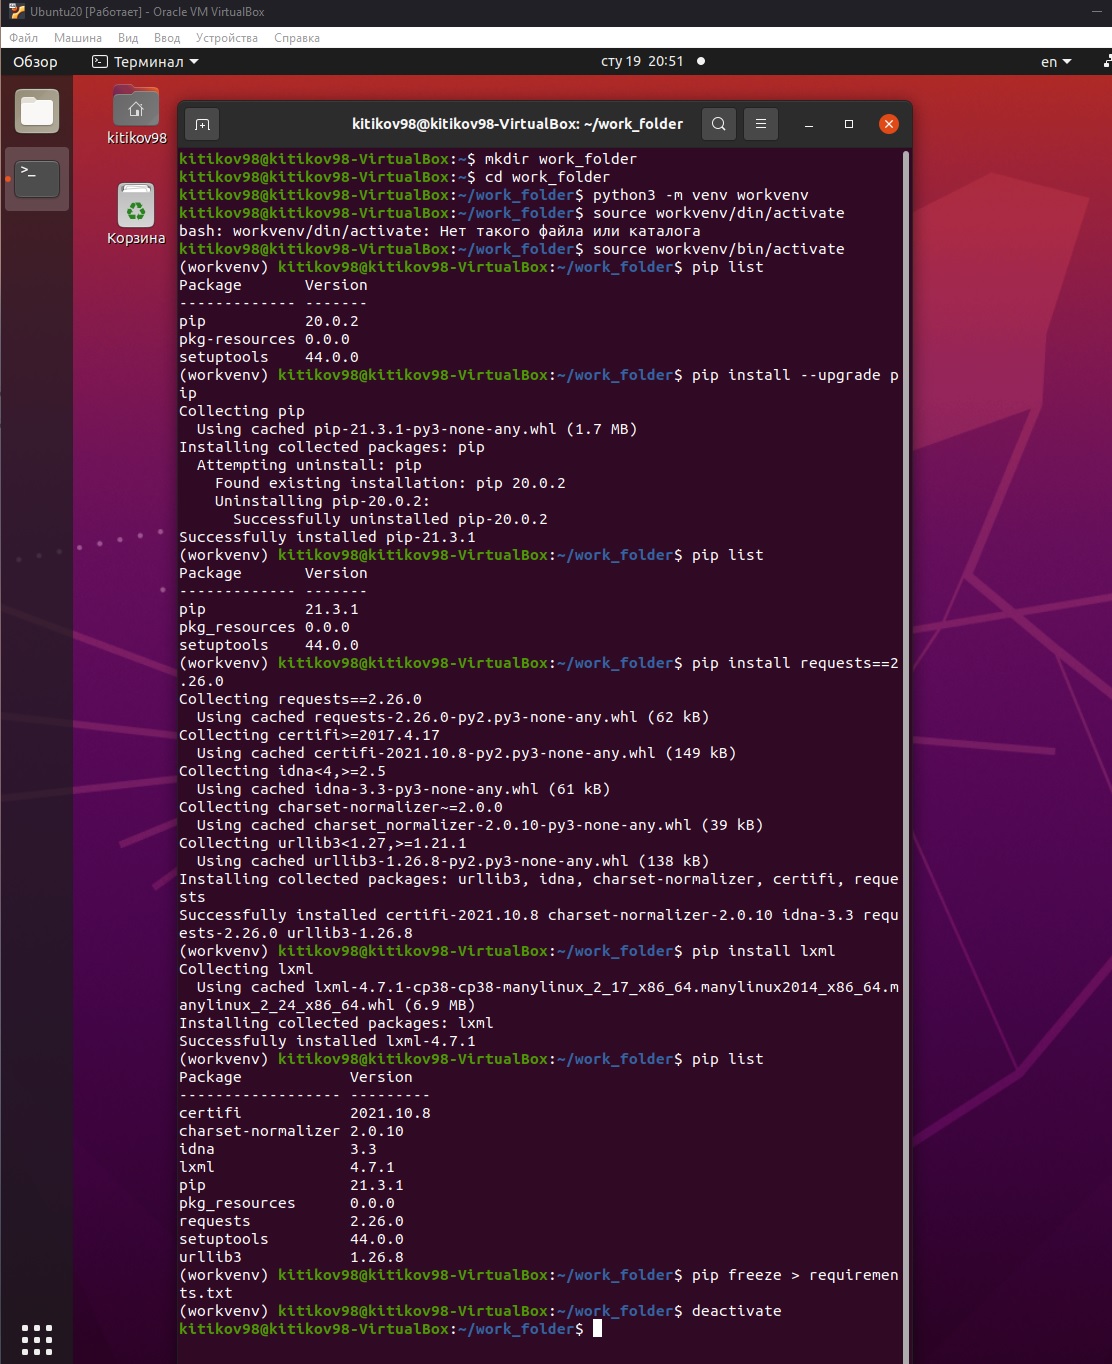 Ubuntu20 [Работает] - Oracle VM VirtualBox
Файл Машина Вид Ввод Устройства Справка
Обзор Терминал сту 19 20:51 en
kitikov98
Корзина
kitikov98@kitikov98-VirtualBox: ~/work_folder
kitikov98@kitikov98-VirtualBox:~$ mkdir work_folder
kitikov98@kitikov98-VirtualBox:~$ cd work_folder
kitikov98@kitikov98-VirtualBox:~/work_folder$ python3 -m venv workvenv
kitikov98@kitikov98-VirtualBox:~/work_folder$ source workvenv/din/activate
bash: workvenv/din/activate: Нет такого файла или каталога
kitikov98@kitikov98-VirtualBox:~/work_folder$ source workvenv/bin/activate
(workvenv) kitikov98@kitikov98-VirtualBox:~/work_folder$ pip list
Package       Version
------------- -------
pip           20.0.2
pkg-resources 0.0.0
setuptools    44.0.0
(workvenv) kitikov98@kitikov98-VirtualBox:~/work_folder$ pip install --upgrade p
ip
Collecting pip
  Using cached pip-21.3.1-py3-none-any.whl (1.7 MB)
Installing collected packages: pip
  Attempting uninstall: pip
    Found existing installation: pip 20.0.2
    Uninstalling pip-20.0.2:
      Successfully uninstalled pip-20.0.2
Successfully installed pip-21.3.1
(workvenv) kitikov98@kitikov98-VirtualBox:~/work_folder$ pip list
Package       Version
------------- -------
pip           21.3.1
pkg_resources 0.0.0
setuptools    44.0.0
(workvenv) kitikov98@kitikov98-VirtualBox:~/work_folder$ pip install requests==2
.26.0
Collecting requests==2.26.0
  Using cached requests-2.26.0-py2.py3-none-any.whl (62 kB)
Collecting certifi>=2017.4.17
  Using cached certifi-2021.10.8-py2.py3-none-any.whl (149 kB)
Collecting idna<4,>=2.5
  Using cached idna-3.3-py3-none-any.whl (61 kB)
Collecting charset-normalizer~=2.0.0
  Using cached charset_normalizer-2.0.10-py3-none-any.whl (39 kB)
Collecting urllib3<1.27,>=1.21.1
  Using cached urllib3-1.26.8-py2.py3-none-any.whl (138 kB)
Installing collected packages: urllib3, idna, charset-normalizer, certifi, reque
sts
Successfully installed certifi-2021.10.8 charset-normalizer-2.0.10 idna-3.3 requ
ests-2.26.0 urllib3-1.26.8
(workvenv) kitikov98@kitikov98-VirtualBox:~/work_folder$ pip install lxml
Collecting lxml
  Using cached lxml-4.7.1-cp38-cp38-manylinux_2_17_x86_64.manylinux2014_x86_64.m
anylinux_2_24_x86_64.whl (6.9 MB)
Installing collected packages: lxml
Successfully installed lxml-4.7.1
(workvenv) kitikov98@kitikov98-VirtualBox:~/work_folder$ pip list
Package            Version
------------------ ---------
certifi            2021.10.8
charset-normalizer 2.0.10
idna               3.3
lxml               4.7.1
pip                21.3.1
pkg_resources      0.0.0
requests           2.26.0
setuptools         44.0.0
urllib3            1.26.8
(workvenv) kitikov98@kitikov98-VirtualBox:~/work_folder$ pip freeze > requiremen
ts.txt
(workvenv) kitikov98@kitikov98-VirtualBox:~/work_folder$ deactivate
kitikov98@kitikov98-VirtualBox:~/work_folder$